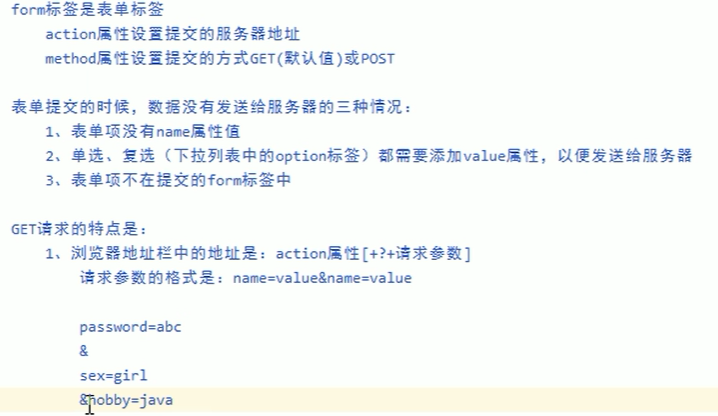 form标签是表单标签
action属性设置提交的服务器地址
method属性设置提交的方式GET(默认值)或POST
表单提交的时候，数据没有发送给服务器的三种情况：
1、表单项没有name属性值
2、单选、复选（下拉列表中的option标签）都需要添加value属性，以便发送给服务器
3、表单项不在提交的form标签中
GET请求的特点是：
1、浏览器地址栏中的地址是：action属性[+?+请求参数]
请求参数的格式是：name=value&name=value
password=abc
&
sex=girl
&hobby=java